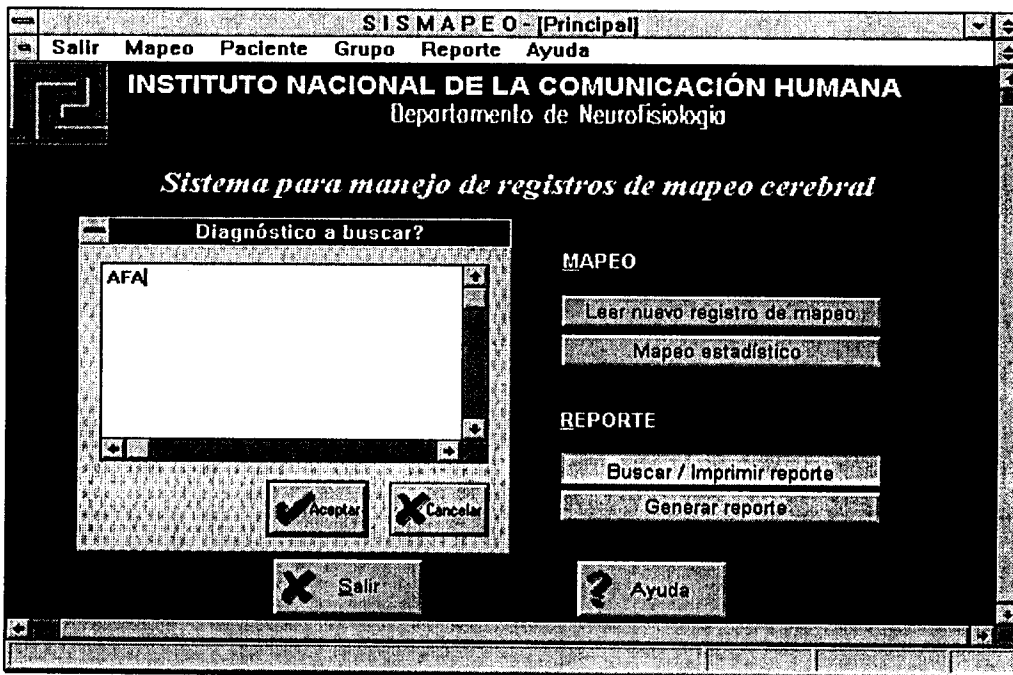 SISMAPEO - [Principal]
Salir Mapeo Paciente Grupo Reporte Ayuda
INSTITUTO NACIONAL DE LA COMUNICACIÓN HUMANA
Departamento de Neurofisiologia
Sistema para manejo de registros de mapeo cerebral
Diagnóstico a buscar?
AFA
Aceptar Cancelar
MAPEO
Leer nuevo registro de mapeo
Mapeo estadístico
REPORTE
Buscar / Imprimir reporte
Generar reporte
Salir Ayuda